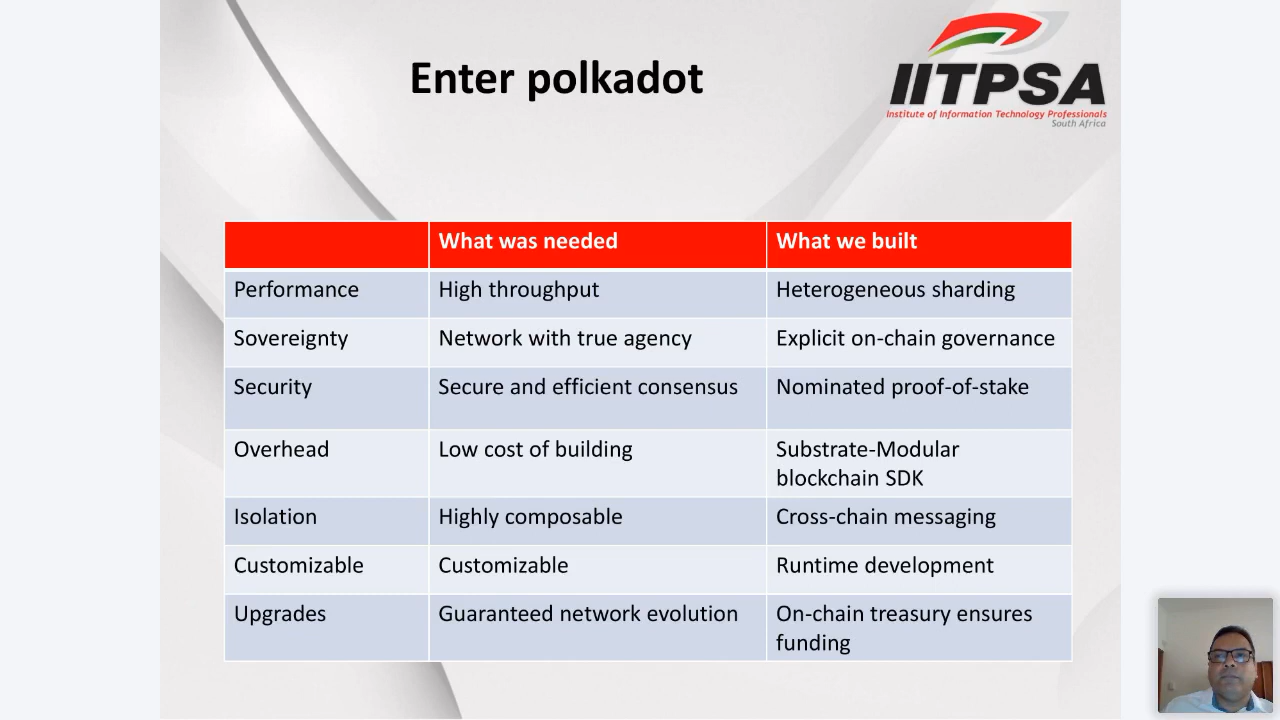 Enter polkadot
IITPSA
Institute of Information Technology Professionals
South Africa
What was needed What we built
Performance High throughput Heterogeneous sharding
Sovereignty Network with true agency Explicit on-chain governance
Security Secure and efficient consensus Nominated proof-of-stake
Overhead Low cost of building Substrate-Modular
blockchain SDK
Isolation Highly composable Cross-chain messaging
Customizable Customizable Runtime development
Upgrades Guaranteed network evolution On-chain treasury ensures
funding